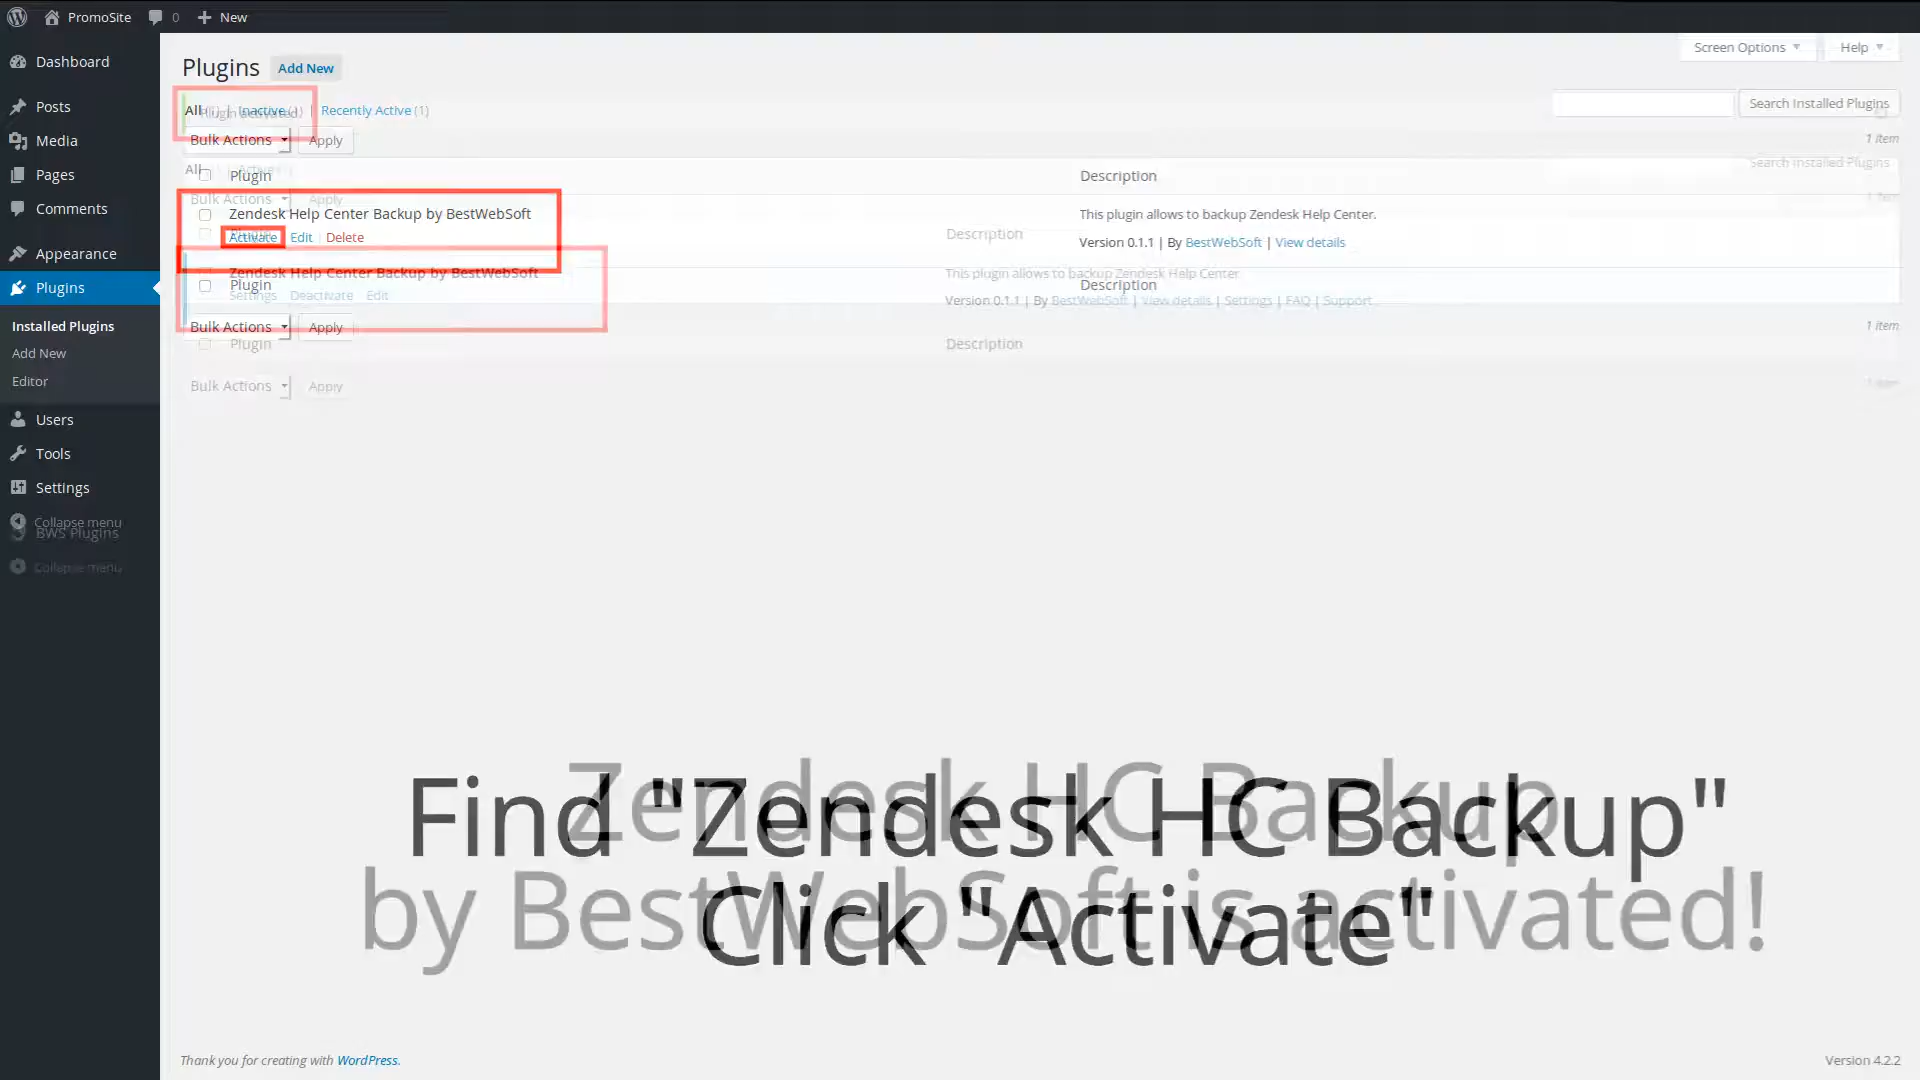 PromoSite 0 New
Dashboard
Posts
Media
Pages
Comments
Appearance
Plugins
Installed Plugins
Add New
Editor
Users
Tools
Settings
Collapse menu
BWS Plugins
Collapse menu
Screen Options Help
Plugins Add New
All | Inactive (1) | Recently Active (1)
Plugin activated.
Search Installed Plugins
Bulk Actions Apply
1 item
All
Search Installed Plugins
Plugin Description
Bulk Actions Apply
Zendesk Help Center Backup by BestWebSoft
This plugin allows to backup Zendesk Help Center.
Plugin Description
Activate | Edit | Delete
Version 0.1.1 | By BestWebSoft | View details
Zendesk Help Center Backup by BestWebSoft
This plugin allows to backup Zendesk Help Center
Plugin Description
Settings Deactivate Edit
Version 0.1.1 | By BestWebSoft | View details | Settings | FAQ | Support
Bulk Actions Apply
1 item
Plugin Description
Bulk Actions Apply
1 item
Zendesk HC Backup
by BestWebSoft is activated!
Find "Zendesk HC Backup"
Click "Activate"
Thank you for creating with WordPress.
Version 4.2.2